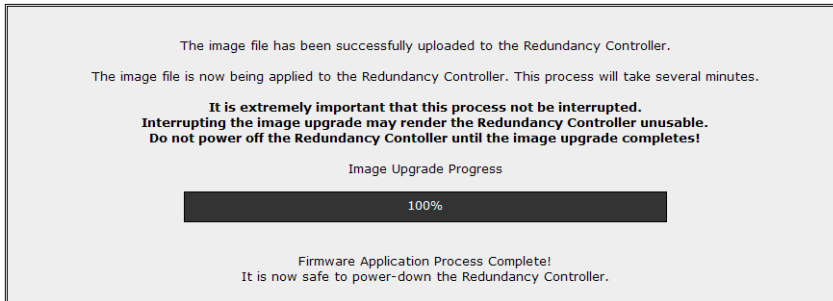 The image file has been successfully uploaded to the Redundancy Controller.
The image file is now being applied to the Redundancy Controller. This process will take several minutes.
It is extremely important that this process not be interrupted.
Interrupting the image upgrade may render the Redundancy Controller unusable.
Do not power off the Redundancy Contoller until the image upgrade completes!
Image Upgrade Progress
100%
Firmware Application Process Complete!
It is now safe to power-down the Redundancy Controller.